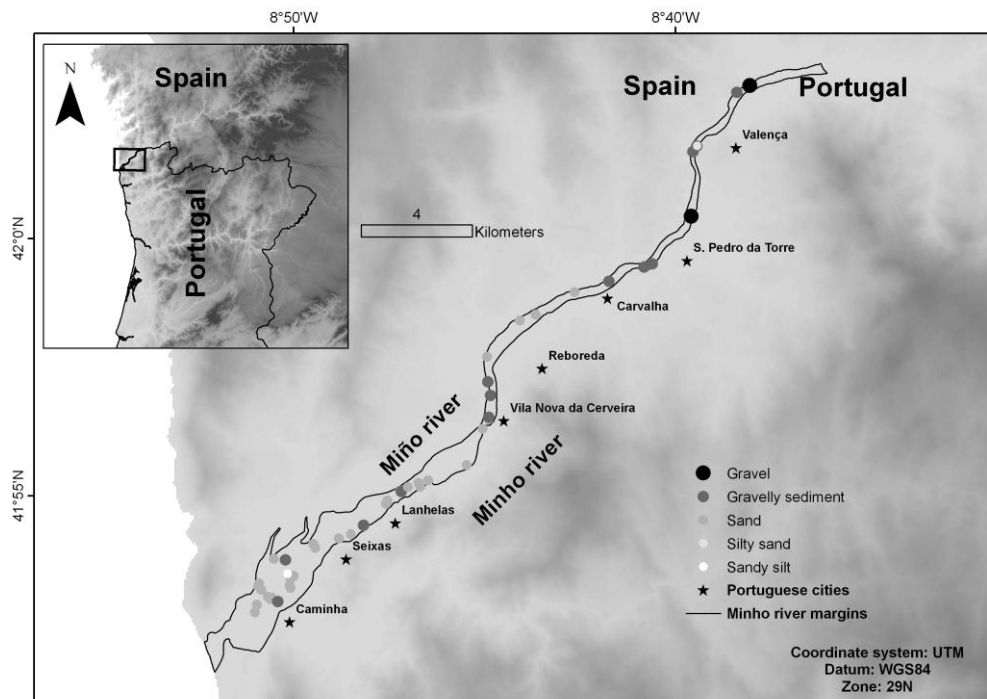 8°50'W
8°40'W
N
Spain
Portugal
Spain
Portugal
Valença
4
Kilometers
42°0'N
S. Pedro da Torre
Carvalha
Reboreda
Vila Nova da Cerveira
Miño river
Minho river
41°55'N
Lanhelas
Seixas
Caminha
Gravel
Gravelly sediment
Sand
Silty sand
Sandy silt
Portuguese cities
Minho river margins
Coordinate system: UTM
Datum: WGS84
Zone: 29N